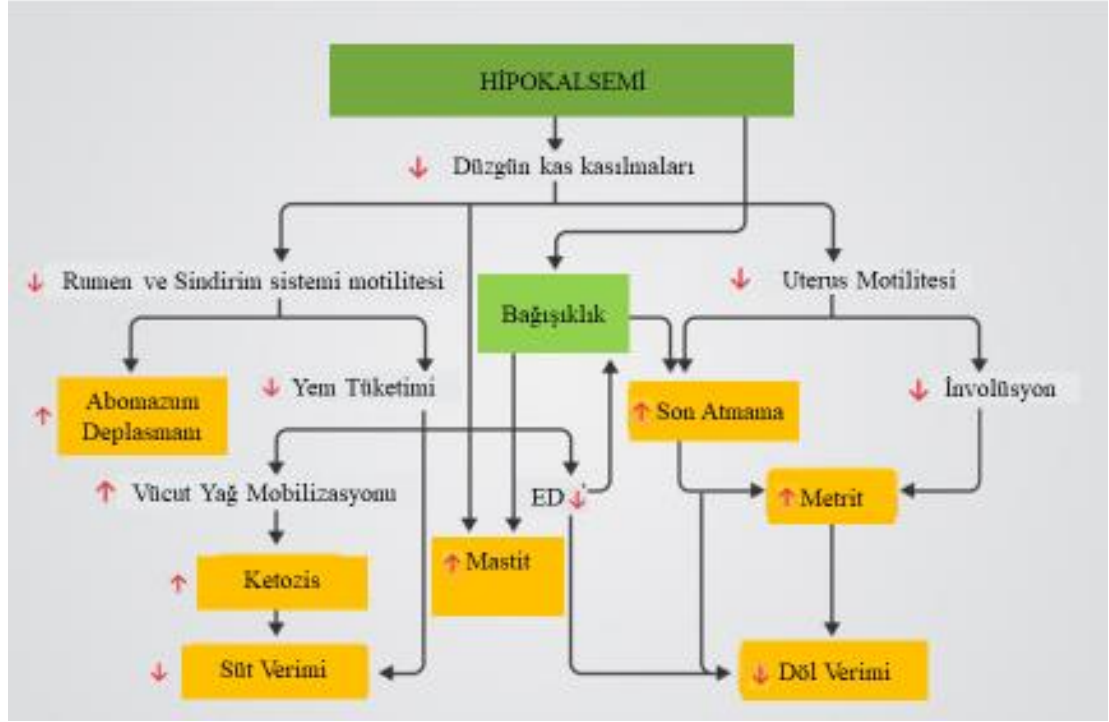 HİPOKALSEMİ
Düzgün kas kasılmaları
Rumen ve Sindirim sistemi motilitesi
Uterus Motilitesi
Bağışıklık
Abomazum
Deplasmanı
Yem Tüketimi
Son Atmama
İnvolüsyon
Vücut Yağ Mobilizasyonu
ED
Metrit
Mastit
Ketozis
Süt Verimi
Döl Verimi